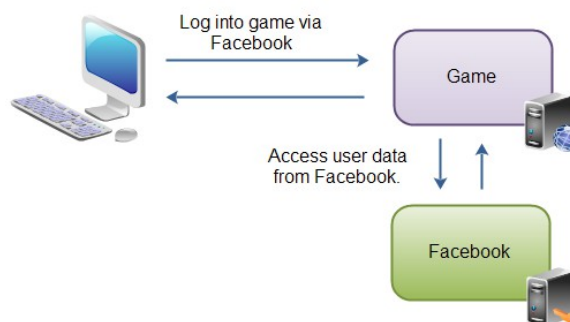 Log into game via
Facebook
Game
Access user data
from Facebook.
Facebook